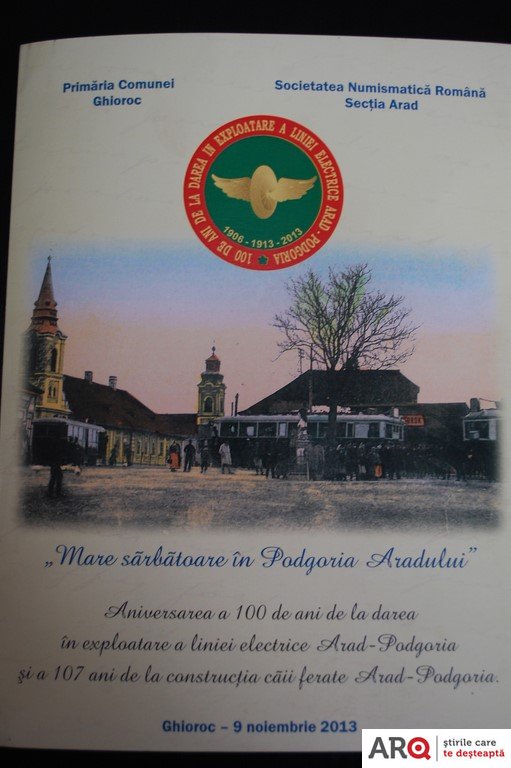 Primăria Comunei
Ghioroc
Societatea Numismatică Română
Secția Arad
100 DE ANI DE LA DAREA IN EXPLOATARE A LINIEI ELECTRICE ARAD - PODGORIA
1906 - 1913 - 2013
„Mare sãrbãtoare în Podgoria Aradului”
Aniversarea a 100 de ani de la darea
în exploatare a liniei electrice Arad-Podgoria
și a 107 ani de la construcția cãii ferate Arad-Podgoria.
Ghioroc – 9 noiembrie 2013
ARQ
știrile care
te deșteaptă